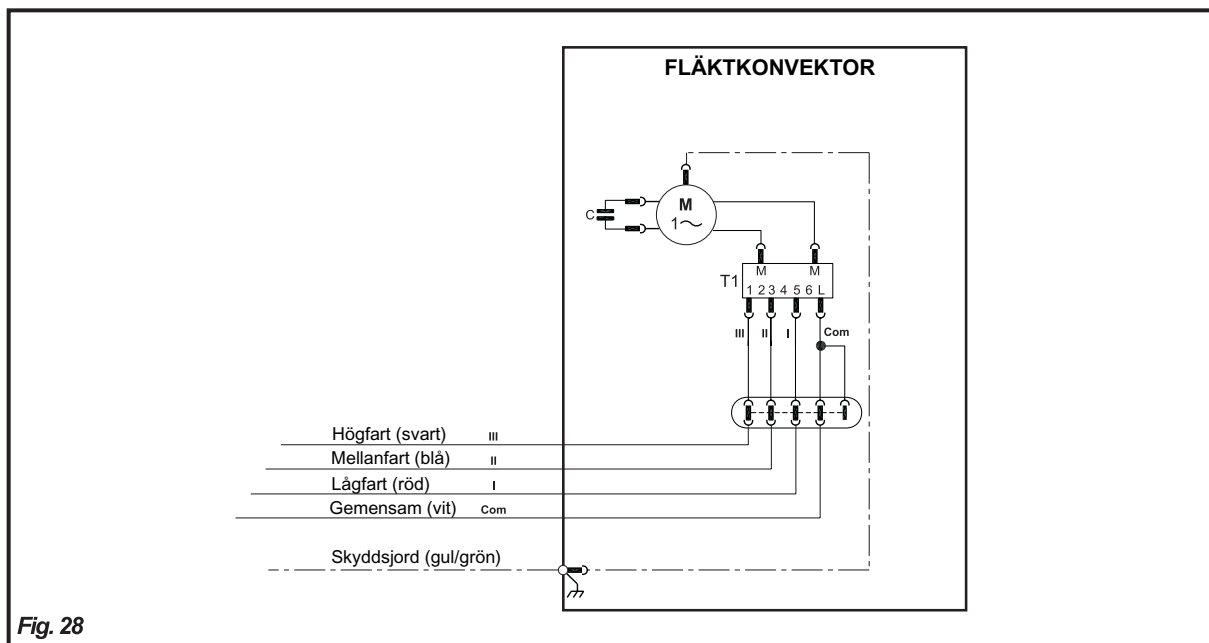 FLÄKTKONVEKTOR
M
1~
C
M M
T1
1 2 3 4 5 6 L
III II I Com
Högfart (svart) III
Mellanfart (blå) II
Lågfart (röd) I
Gemensam (vit) Com
Skyddsjord (gul/grön)
Fig. 28